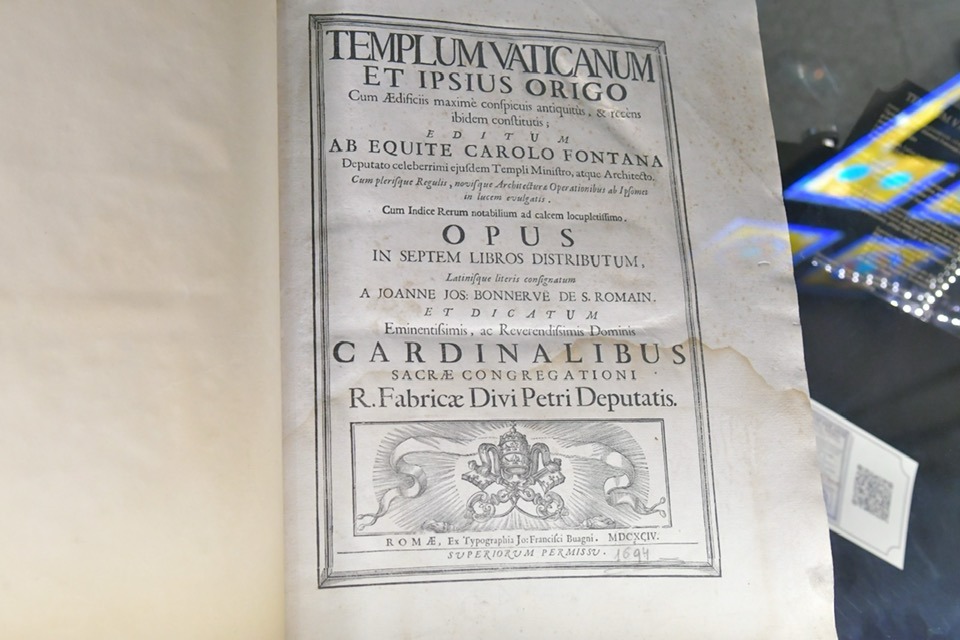 TEMPLUM VATICANUM
ET IPSIUS ORIGO
Cum Ædificiis maximè conſpicuis antiquitùs, & recèns
ibidem conſtitutis;
EDITUM
AB EQUITE CAROLO FONTANA
Deputato celeberrimi ejuſdem Templi Miniſtro, atque Architecto.
Cum pleriſque Regulis, noviſque Architecturæ Operationibus ab Ipſomet
in lucem evulgatis.
Cum Indice Rerum notabilium ad calcem locupletiſſimo.
OPUS
IN SEPTEM LIBROS DISTRIBUTUM,
Latiniſque literis conſignatum
A JOANNE JOS: BONNERVE DE S. ROMAIN.
ET DICATUM
Eminentiſſimis, ac Reverendiſſimis Dominis
CARDINALIBUS
SACRÆ CONGREGATIONI
R. Fabricæ Divi Petri Deputatis.
ROMÆ, Ex Typographia Jo: Franciſci Buagni. MDCXCIV.
SUPERIORUM PERMISSU. 1694